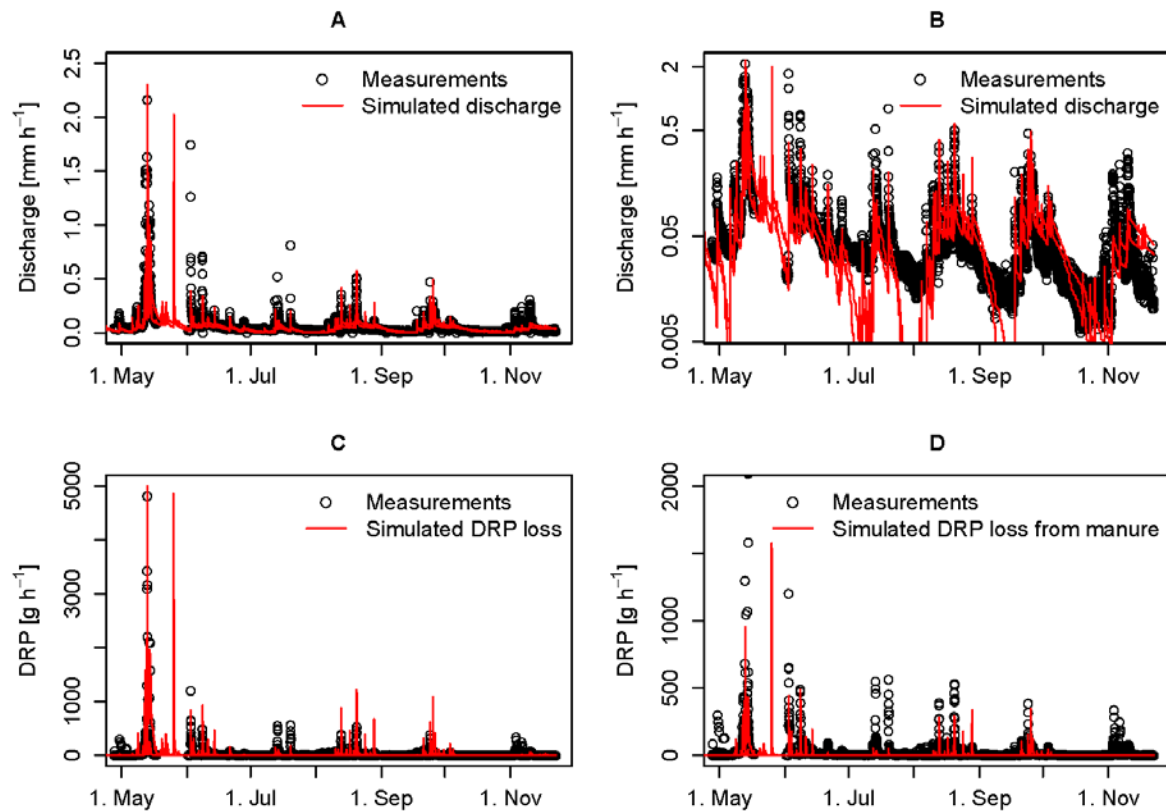 A
B
2.5
2.0
1.5
1.0
0.5
0.0
Discharge [mm h⁻¹]
Measurements
Simulated discharge
1. May
1. Jul
1. Sep
1. Nov
2
0.5
0.05
0.005
Discharge [mm h⁻¹]
Measurements
Simulated discharge
1. May
1. Jul
1. Sep
1. Nov
C
D
5000
3000
1000
0
DRP [g h⁻¹]
Measurements
Simulated DRP loss
1. May
1. Jul
1. Sep
1. Nov
2000
1000
500
0
DRP [g h⁻¹]
Measurements
Simulated DRP loss from manure
1. May
1. Jul
1. Sep
1. Nov